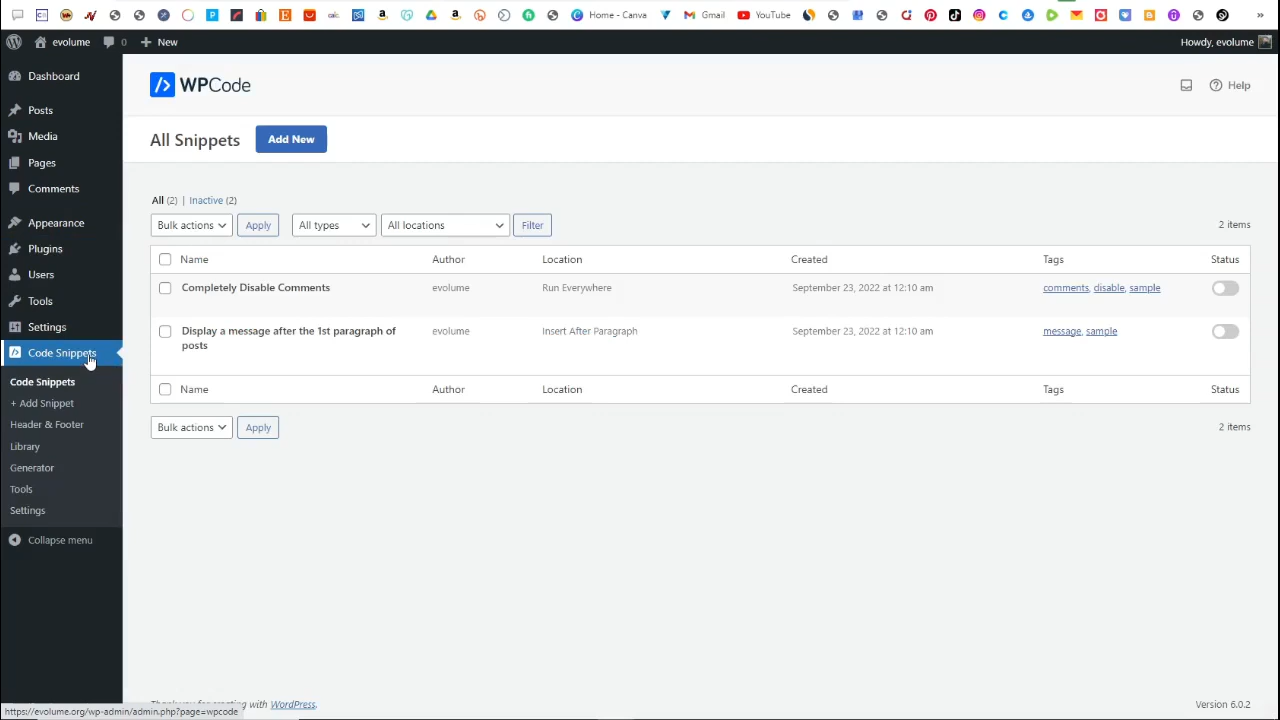 Home - Canva Gmail YouTube »
evolume 0 + New Howdy, evolume
Dashboard
Posts
Media
Pages
Comments
Appearance
Plugins
Users
Tools
Settings
Code Snippets
Code Snippets
+ Add Snippet
Header & Footer
Library
Generator
Tools
Settings
Collapse menu
WPCode Help
All Snippets Add New
All (2) | Inactive (2)
Bulk actions Apply All types All locations Filter 2 items
Name Author Location Created Tags Status
Completely Disable Comments evolume Run Everywhere September 23, 2022 at 12:10 am comments, disable, sample
Display a message after the 1st paragraph of evolume Insert After Paragraph September 23, 2022 at 12:10 am message, sample
posts
Name Author Location Created Tags Status
Bulk actions Apply 2 items
Thank you for creating with WordPress. Version 6.0.2
https://evolume.org/wp-admin/admin.php?page=wpcode